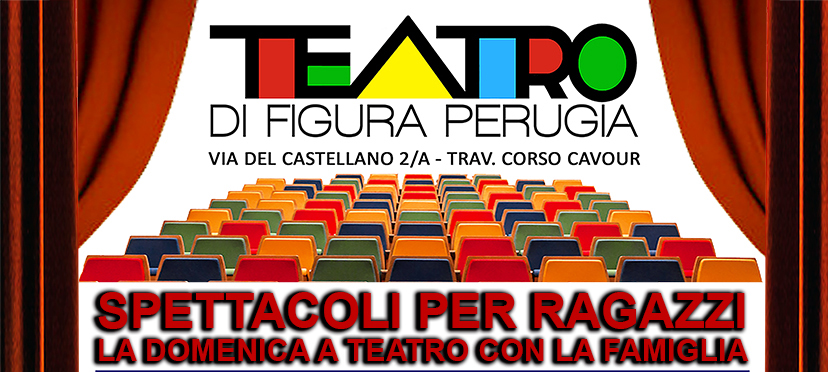 TEATRO
DI FIGURA PERUGIA
VIA DEL CASTELLANO 2/A - TRAV. CORSO CAVOUR
SPETTACOLI PER RAGAZZI
LA DOMENICA A TEATRO CON LA FAMIGLIA